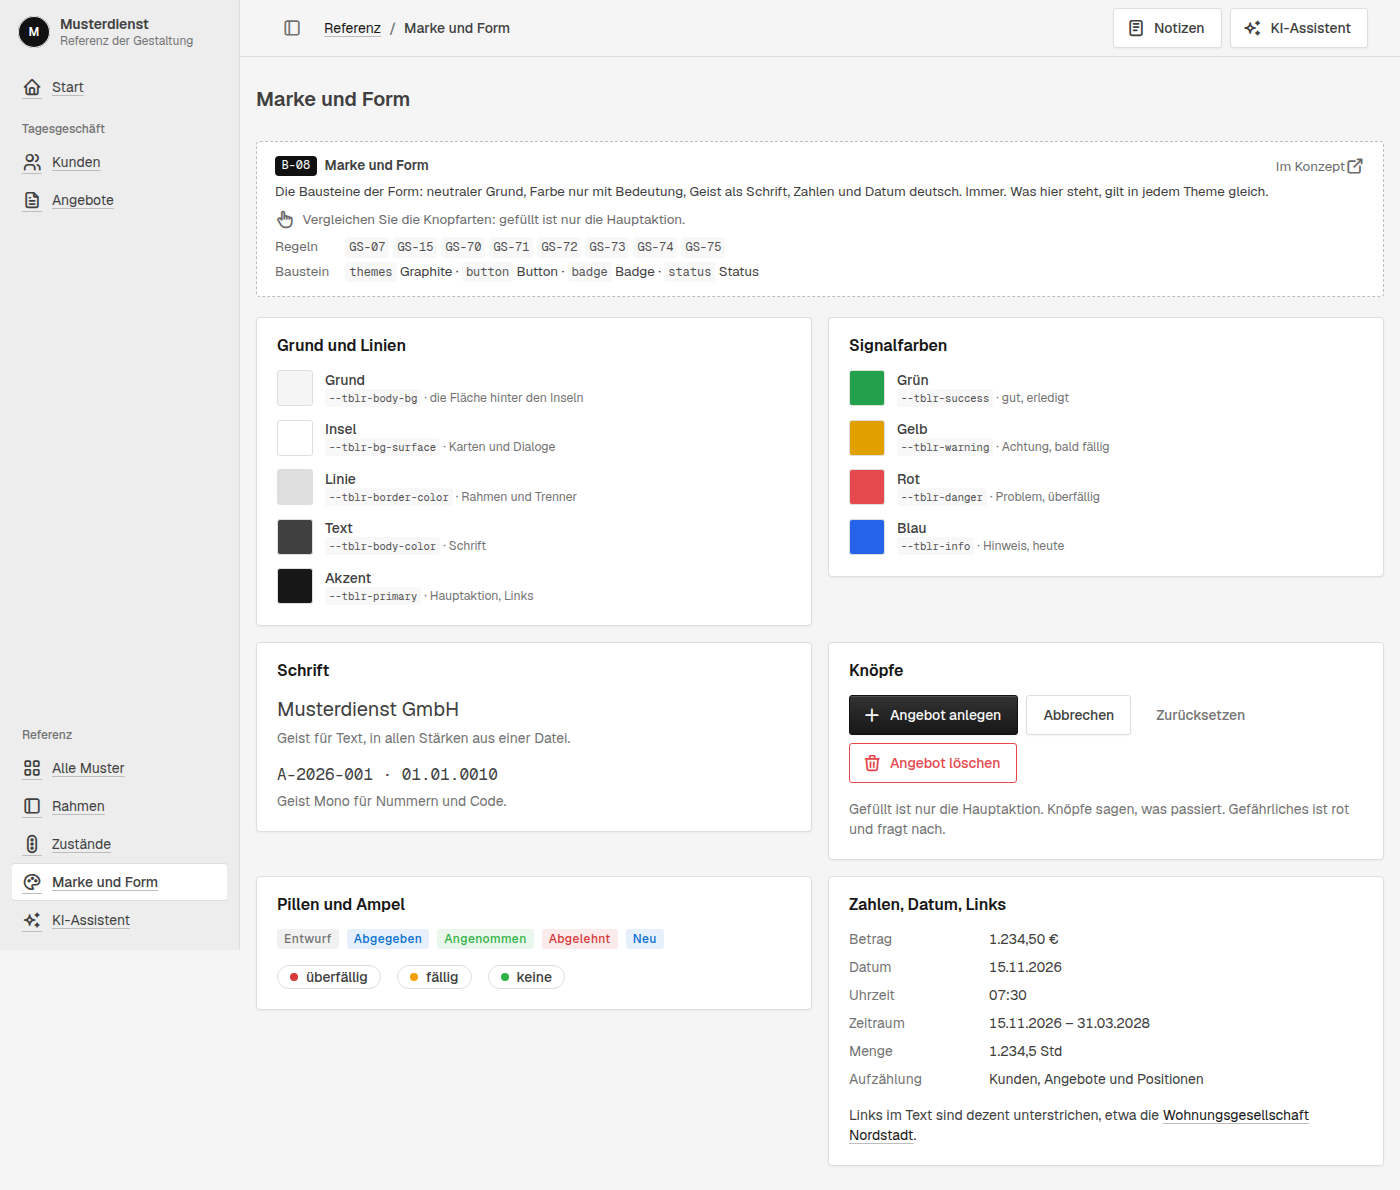 M
Musterdienst
Referenz der Gestaltung
Start
Tagesgeschäft
Kunden
Angebote
Referenz
Alle Muster
Rahmen
Zustände
Marke und Form
KI-Assistent
Referenz / Marke und Form
Notizen
KI-Assistent
Marke und Form
B-08 Marke und Form
Im Konzept
Die Bausteine der Form: neutraler Grund, Farbe nur mit Bedeutung, Geist als Schrift, Zahlen und Datum deutsch. Immer. Was hier steht, gilt in jedem Theme gleich.
Vergleichen Sie die Knopfarten: gefüllt ist nur die Hauptaktion.
Regeln GS-07 GS-15 GS-70 GS-71 GS-72 GS-73 GS-74 GS-75
Baustein themes Graphite · button Button · badge Badge · status Status
Grund und Linien
Grund
--tblr-body-bg · die Fläche hinter den Inseln
Insel
--tblr-bg-surface · Karten und Dialoge
Linie
--tblr-border-color · Rahmen und Trenner
Text
--tblr-body-color · Schrift
Akzent
--tblr-primary · Hauptaktion, Links
Signalfarben
Grün
--tblr-success · gut, erledigt
Gelb
--tblr-warning · Achtung, bald fällig
Rot
--tblr-danger · Problem, überfällig
Blau
--tblr-info · Hinweis, heute
Schrift
Musterdienst GmbH
Geist für Text, in allen Stärken aus einer Datei.
A-2026-001 · 01.01.0010
Geist Mono für Nummern und Code.
Knöpfe
Angebot anlegen
Abbrechen
Zurücksetzen
Angebot löschen
Gefüllt ist nur die Hauptaktion. Knöpfe sagen, was passiert. Gefährliches ist rot
und fragt nach.
Pillen und Ampel
Entwurf Abgegeben Angenommen Abgelehnt Neu
überfällig fällig keine
Zahlen, Datum, Links
Betrag 1.234,50 €
Datum 15.11.2026
Uhrzeit 07:30
Zeitraum 15.11.2026 – 31.03.2028
Menge 1.234,5 Std
Aufzählung Kunden, Angebote und Positionen
Links im Text sind dezent unterstrichen, etwa die Wohnungsgesellschaft
Nordstadt.